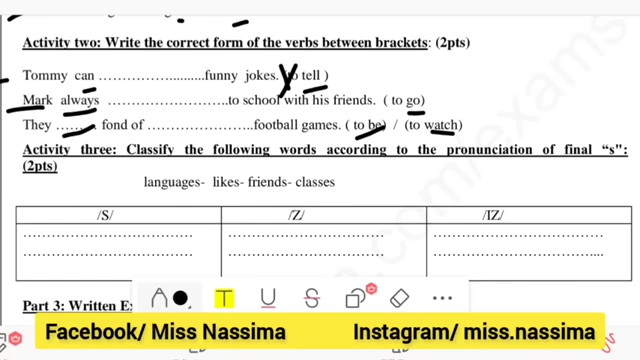 Activity two: Write the correct form of the verbs between brackets: (2pts)
Tommy can ……………..........funny jokes. to tell )
Mark always ……………………….to school with his friends. ( to go)
They ……… fond of ……………………..football games. ( to be) / (to watch)
Activity three: Classify the following words according to the pronunciation of final “s":
(2pts)
languages- likes- friends- classes
/S/ /Z/ /IZ/
……………………………… ……………………………… ………………………………
……………………………… ……………………………… ……………………………...
Part 3: Written Ex
Facebook/ Miss Nassima Instagram/ miss.nassima